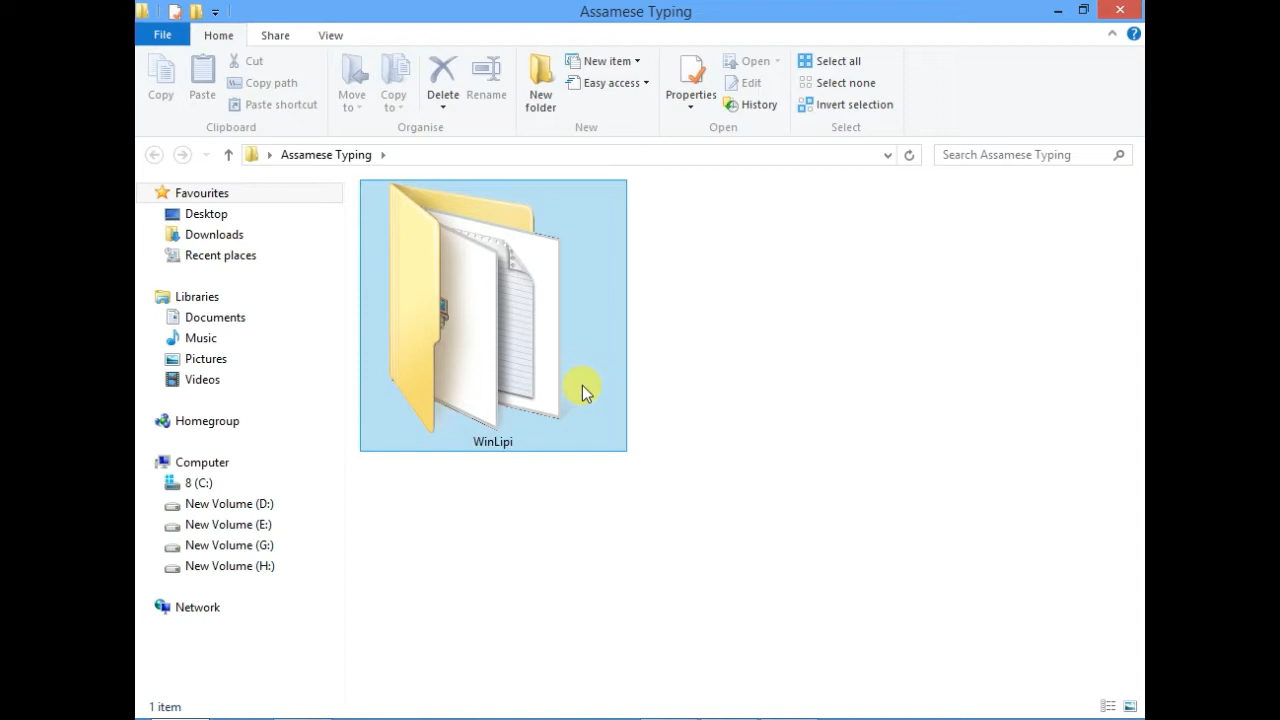 Assamese Typing
File Home Share View
Copy Paste Cut Copy path Paste shortcut
Move to Copy to Delete Rename
New folder New item Easy access
Properties Open Edit History
Select all Select none Invert selection
Clipboard Organise New Open Select
Assamese Typing Search Assamese Typing
Favourites
Desktop
Downloads
Recent places
Libraries
Documents
Music
Pictures
Videos
Homegroup
Computer
8 (C:)
New Volume (D:)
New Volume (E:)
New Volume (G:)
New Volume (H:)
Network
WinLipi
1 item